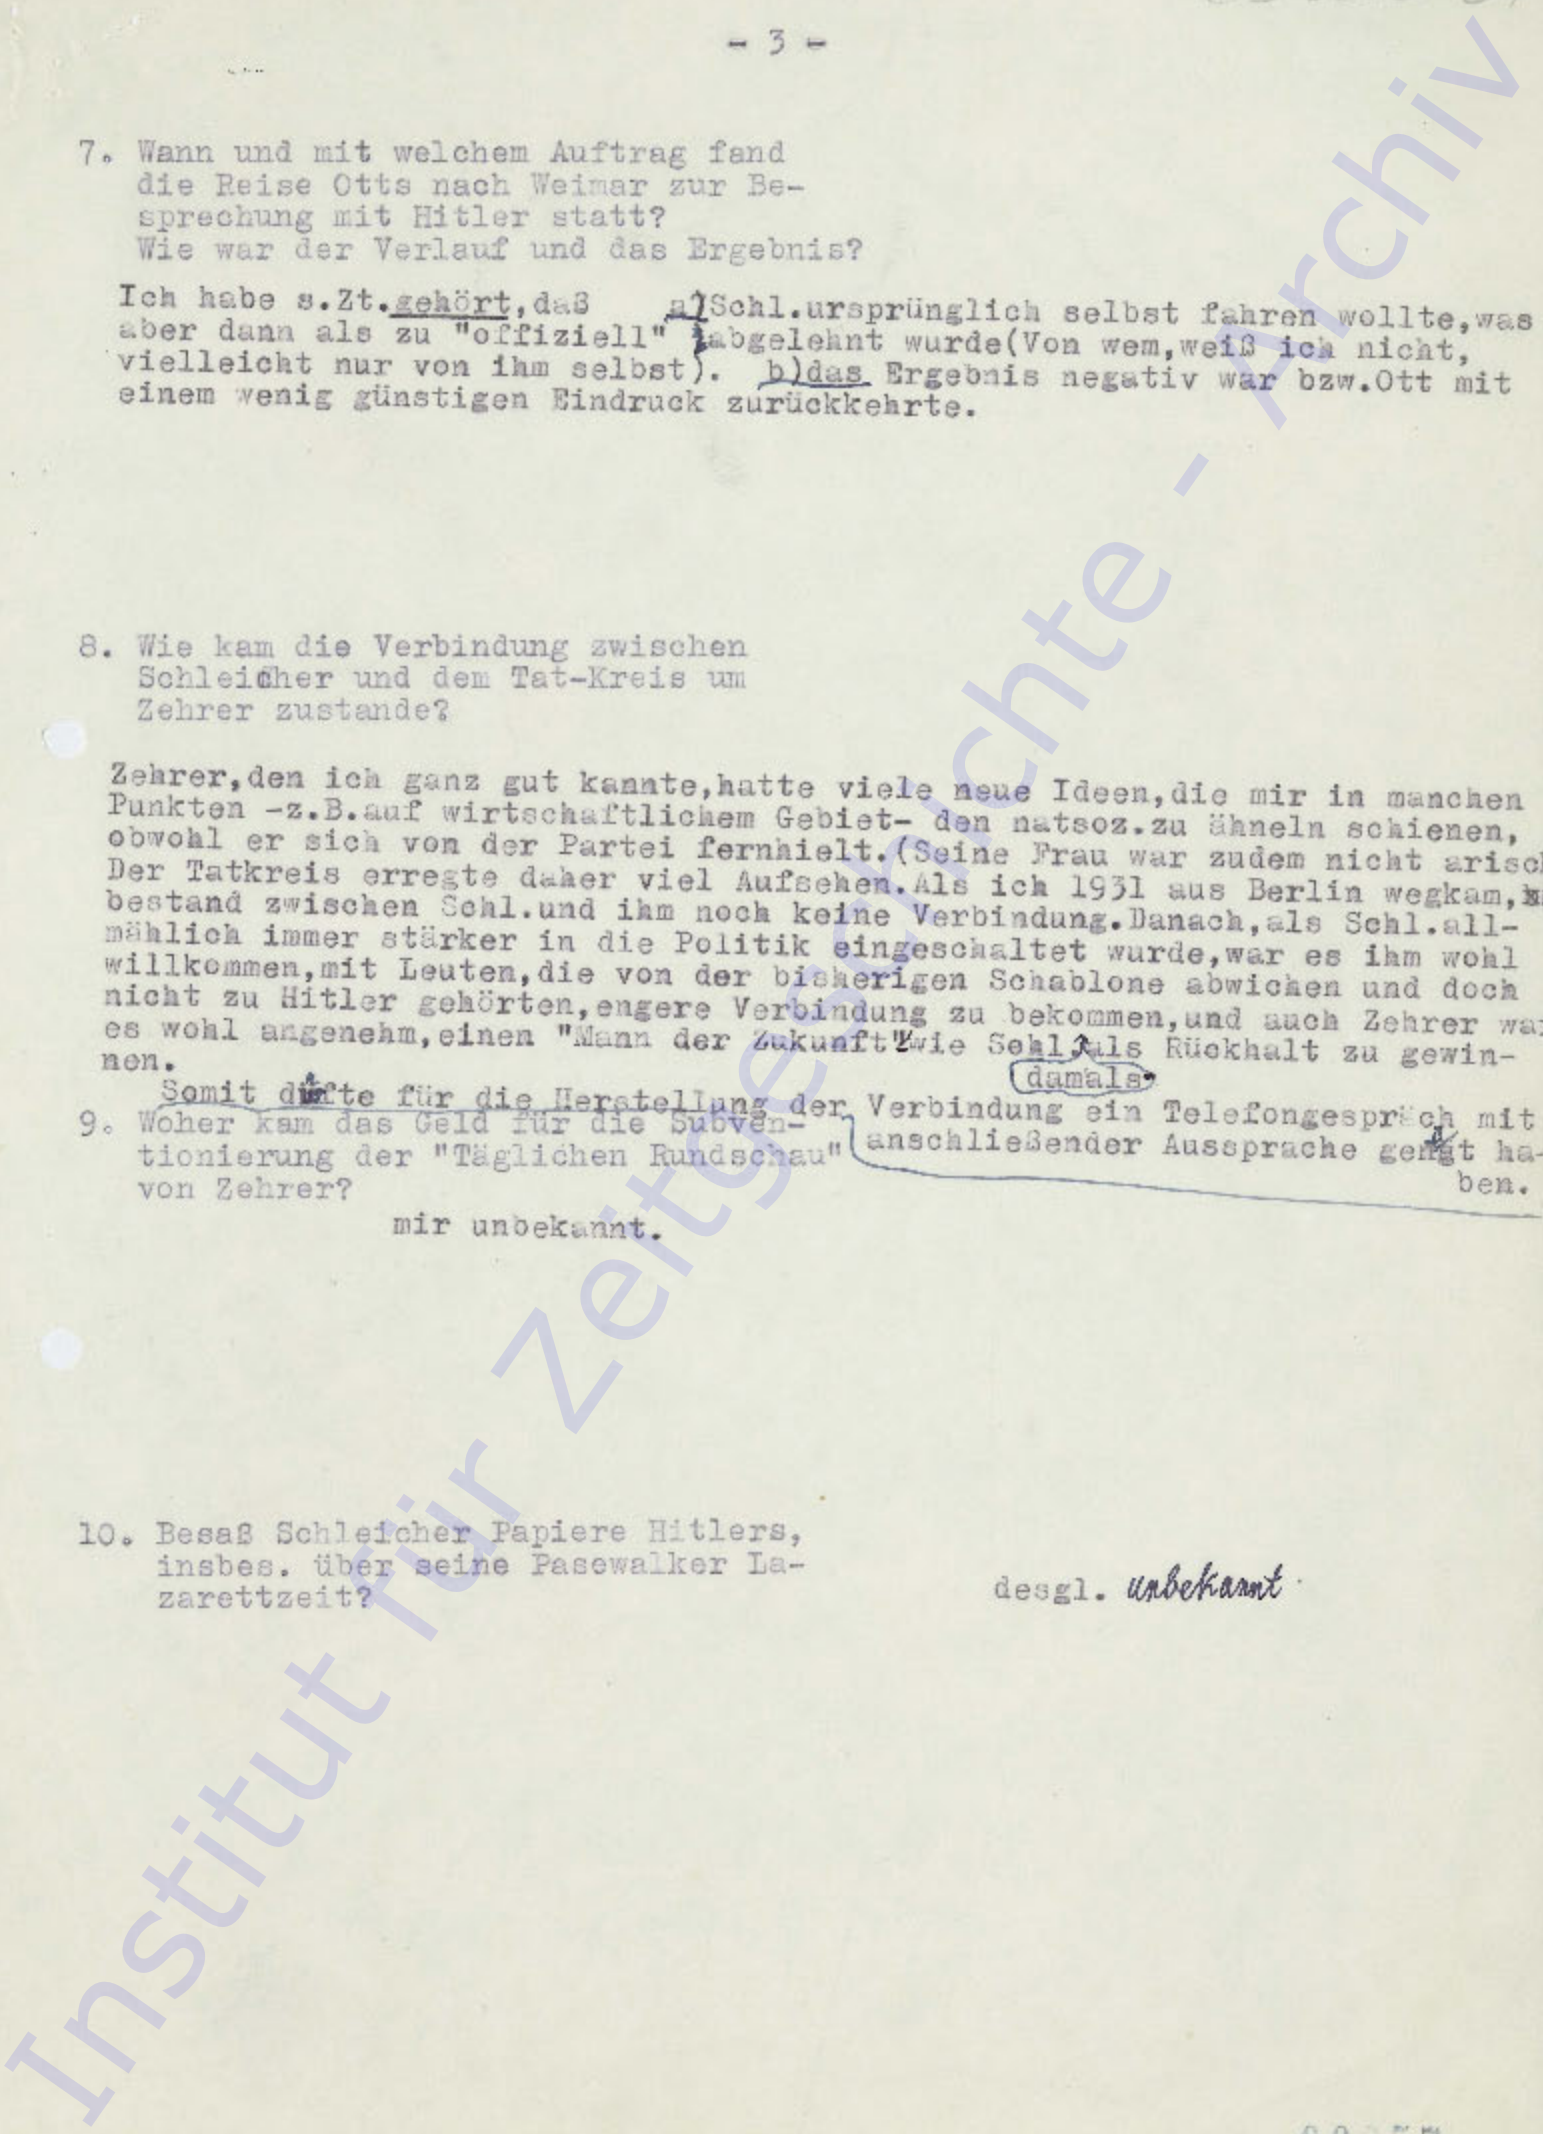 - 3 -
7. Wann und mit welchem Auftrag fand
die Reise Otts nach Weimar zur Be-
sprechung mit Hitler statt?
Wie war der Verlauf und das Ergebnis?
Ich habe s.Zt.gehört,daß a)Schl.ursprünglich selbst fahren wollte,was
aber dann als zu "offiziell" abgelehnt wurde(Von wem,weiß ich nicht,
vielleicht nur von ihm selbst). b)das Ergebnis negativ war bzw.Ott mit
einem wenig günstigen Eindruck zurückkehrte.
8. Wie kam die Verbindung zwischen
Schleicher und dem Tat-Kreis um
Zehrer zustande?
Zehrer,den ich ganz gut kannte,hatte viele neue Ideen,die mir in manchen
Punkten -z.B.auf wirtschaftlichem Gebiet- den natsoz.zu ähneln schienen,
obwohl er sich von der Partei fernhielt.(Seine Frau war zudem nicht arisch
Der Tatkreis erregte daher viel Aufsehen.Als ich 1931 aus Berlin wegkam,
bestand zwischen Schl.und ihm noch keine Verbindung.Danach,als Schl.all-
mählich immer stärker in die Politik eingeschaltet wurde,war es ihm wohl
willkommen,mit Leuten,die von der bisherigen Schablone abwichen und doch
nicht zu Hitler gehörten,engere Verbindung zu bekommen,und auch Zehrer war
es wohl angenehm,einen "Mann der Zukunft" wie Schl. als Rückhalt zu gewin-
nen.
damals
Somit dürfte für die Herstellung der Verbindung ein Telefongespräch mit
anschließender Aussprache genügt ha-
ben.
9. Woher kam das Geld für die Subven-
tionierung der "Täglichen Rundschau"
von Zehrer?
mir unbekannt.
10. Besaß Schleicher Papiere Hitlers,
insbes. über seine Pasewalker La-
zarettzeit?
desgl. unbekannt.
Institut für Zeitgeschichte - Archiv